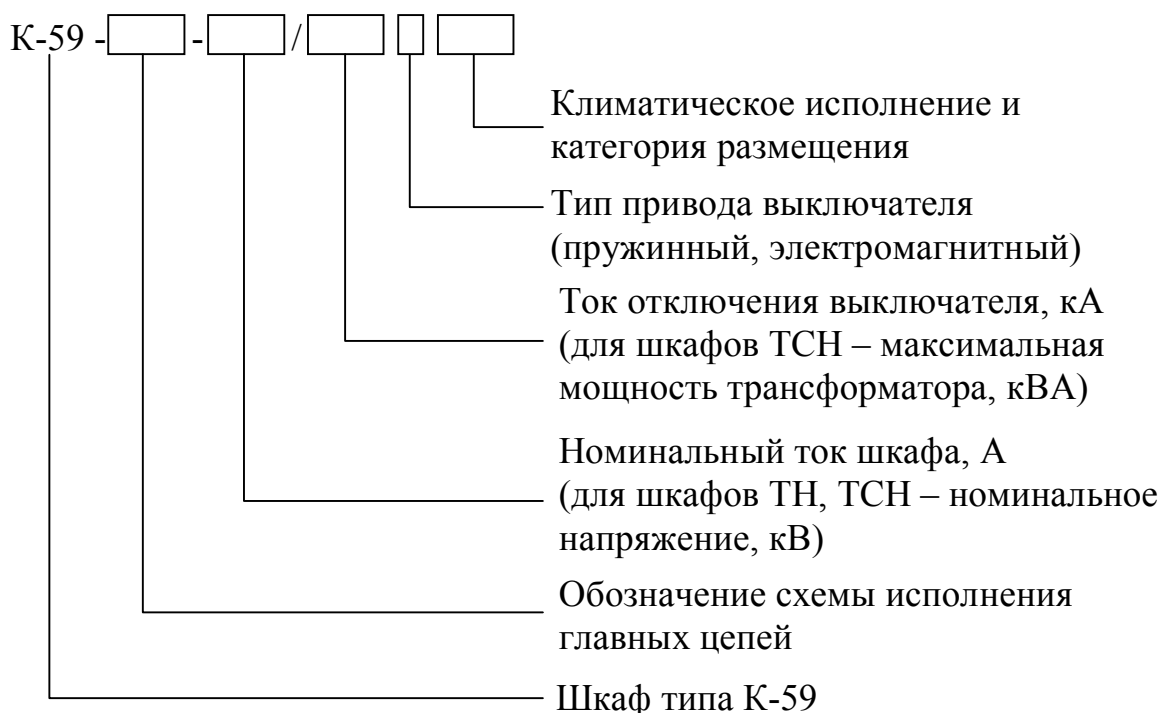 К-59 - - /
Климатическое исполнение и
категория размещения
Тип привода выключателя
(пружинный, электромагнитный)
Ток отключения выключателя, кА
(для шкафов ТСН – максимальная
мощность трансформатора, кВА)
Номинальный ток шкафа, А
(для шкафов ТН, ТСН – номинальное
напряжение, кВ)
Обозначение схемы исполнения
главных цепей
Шкаф типа К-59